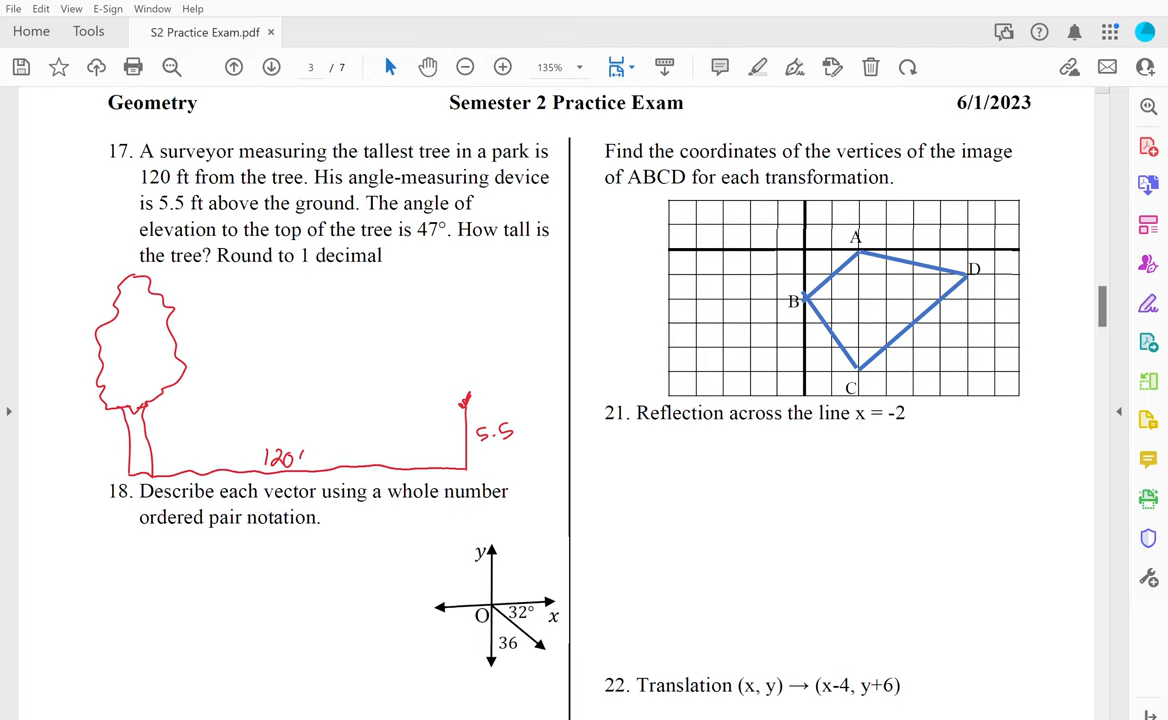 File Edit View E-Sign Window Help
Home Tools S2 Practice Exam.pdf ×
3 / 7 135%
Geometry Semester 2 Practice Exam 6/1/2023
17. A surveyor measuring the tallest tree in a park is
120 ft from the tree. His angle-measuring device
is 5.5 ft above the ground. The angle of
elevation to the top of the tree is 47°. How tall is
the tree? Round to 1 decimal
5.5
120'
18. Describe each vector using a whole number
ordered pair notation.
y
O 32° x
36
Find the coordinates of the vertices of the image
of ABCD for each transformation.
A
D
B
C
21. Reflection across the line x = -2
22. Translation (x, y) → (x-4, y+6)